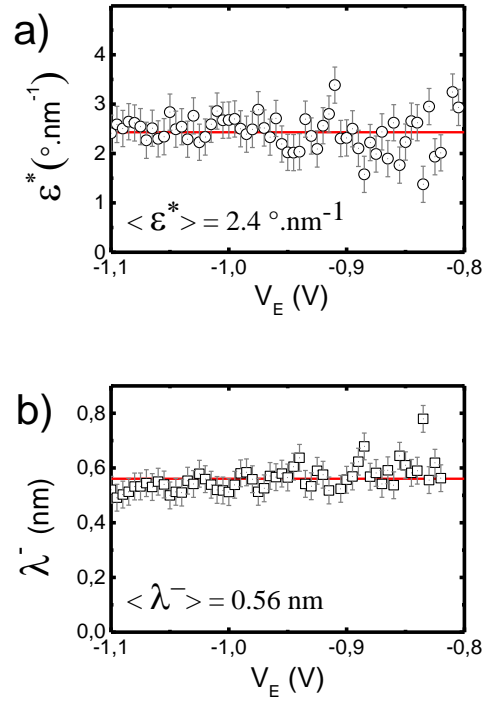 a)
ε* (°.nm-1)
5
4
3
2
1
0
< ε* > = 2.4 °.nm-1
-1,1 -1,0 -0,9 -0,8
V_E (V)
b)
λ- (nm)
0,8
0,6
0,4
0,2
0,0
< λ− > = 0.56 nm
-1,1 -1,0 -0,9 -0,8
V_E (V)